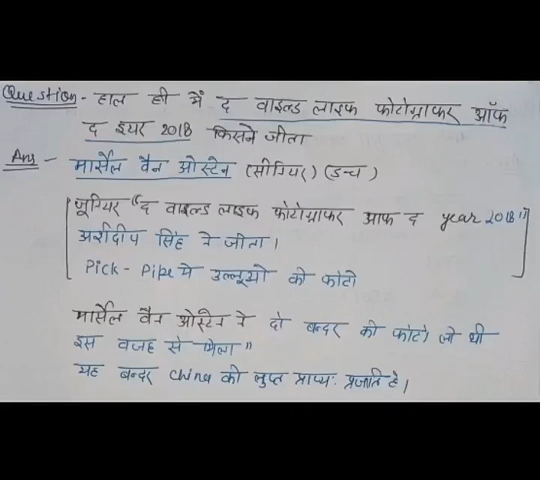 Question - हाल ही में द वाइल्ड लाइफ फोटोग्राफर ऑफ
द इयर 2018 किसने जीता
Ans - मार्सेल वैन ओस्टेन (सीनियर) (डच)
जूनियर "द वाइल्ड लाइफ फोटोग्राफर आफ द year 2018"
अर्शदीप सिंह ने जीता।
Pick - Pipe में उल्लूओ की फोटो
मार्सेल वैन ओस्टेन ने दो बन्दर की फोटो ली थी
इस वजह से मिला"
यह बन्दर China की लुप्त प्राप्यः प्रजाति है।